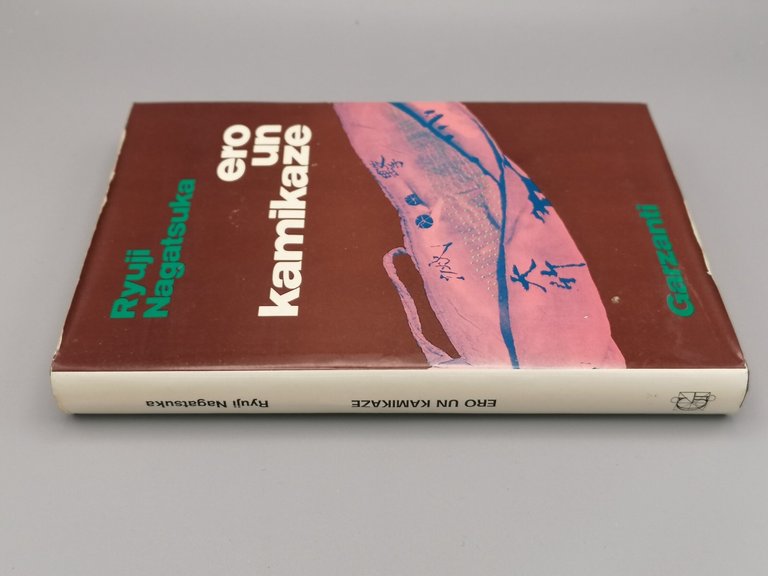 Ryuji
Nagatsuka
ero
un
kamikaze
Garzanti
Ryuji Nagatsuka
ERO UN KAMIKAZE